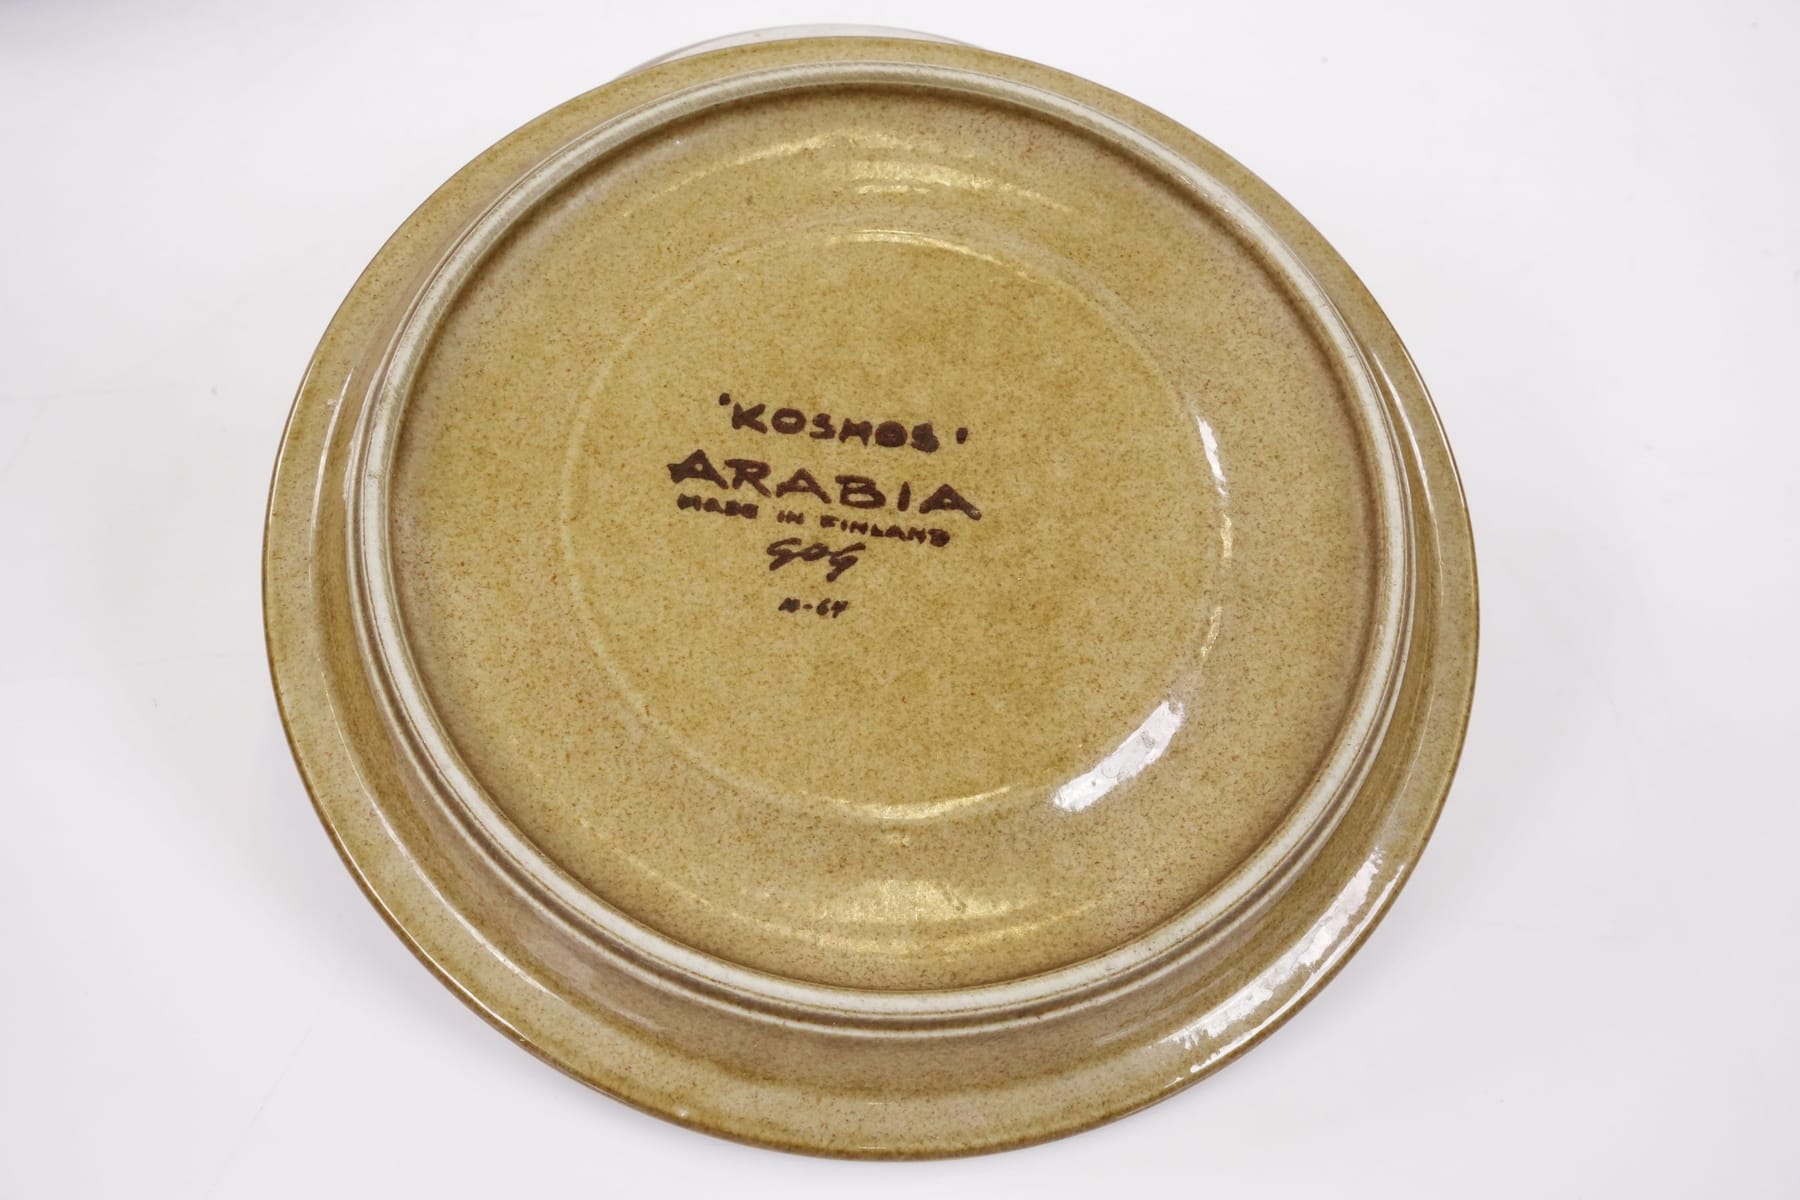 'KOSMOS'
ARABIA
MADE IN FINLAND
GOG
N-64